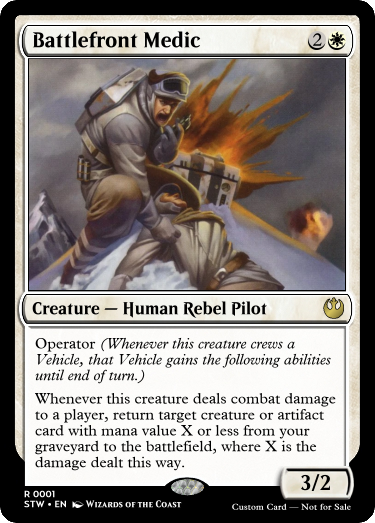 Battlefront Medic 2
Creature — Human Rebel Pilot
Operator (Whenever this creature crews a
Vehicle, that Vehicle gains the following abilities
until end of turn.)
Whenever this creature deals combat damage
to a player, return target creature or artifact
card with mana value X or less from your
graveyard to the battlefield, where X is the
damage dealt this way.
3/2
R 0001
STW • EN Wizards of the Coast
Custom Card — Not for Sale